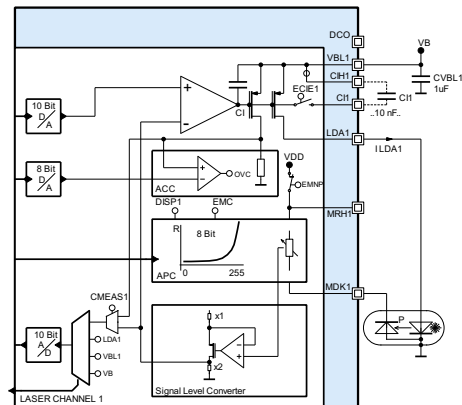 DCO
VBL1
VB
CIH1
CVBL1
1uF
ECIE1
CI1
CI1
..10 nF..
CI
LDA1
ILDA1
10 Bit
D
A
+
−
8 Bit
D
A
+
−
OVC
ACC
VDD
EMNP
DISP1
EMC
MRH1
R
8 Bit
0
255
APC
MDK1
P
CMEAS1
x1
x2
−
+
10 Bit
A
D
LDA1
VBL1
VB
Signal Level Converter
LASER CHANNEL 1